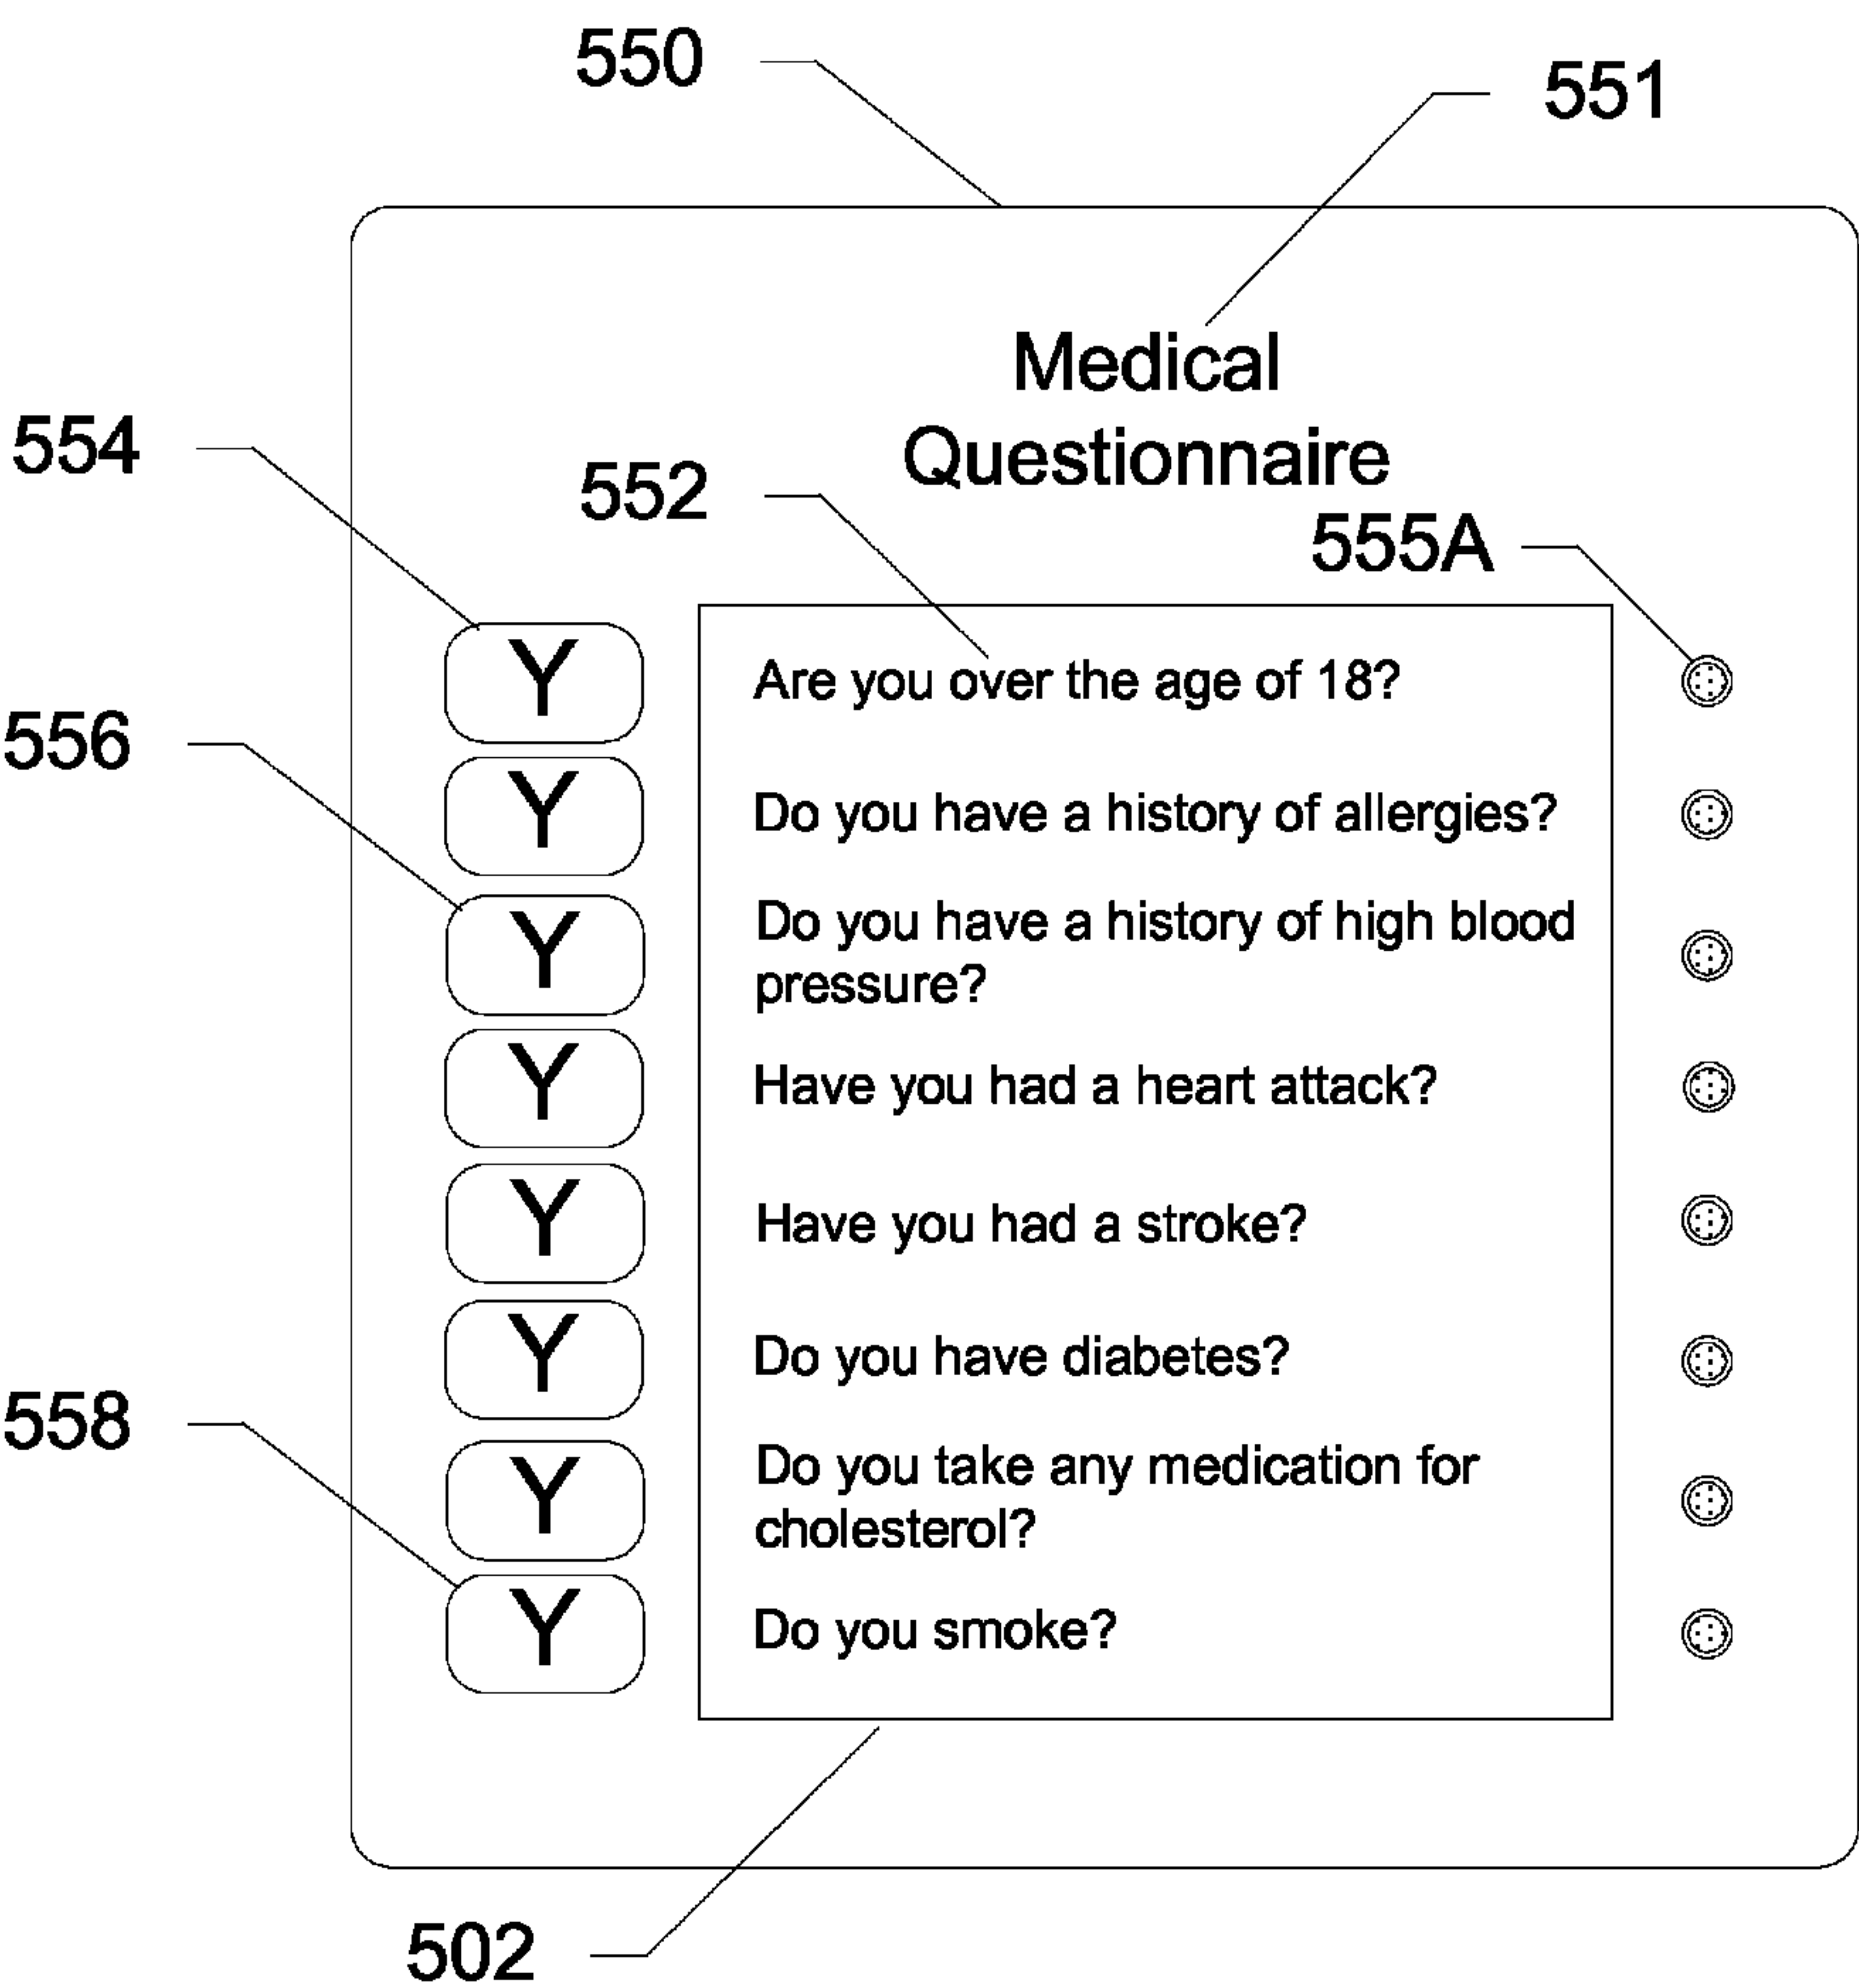 550
551
Medical
Questionnaire
554
552
555A
Y Are you over the age of 18?
556
Y Do you have a history of allergies?
Y Do you have a history of high blood
pressure?
Y Have you had a heart attack?
Y Have you had a stroke?
Y Do you have diabetes?
558
Y Do you take any medication for
cholesterol?
Y Do you smoke?
502